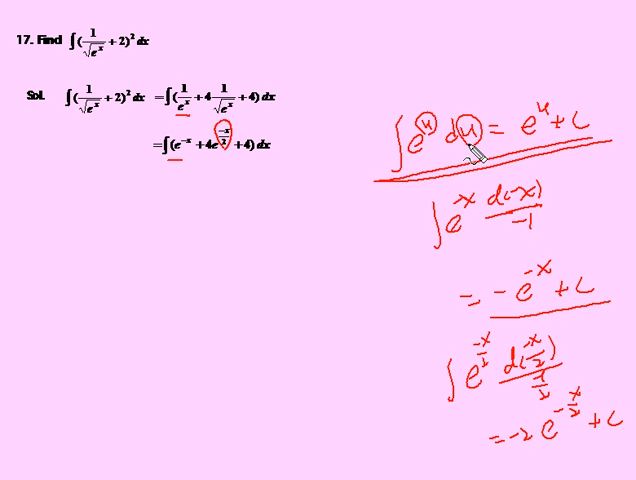 17. Find ∫(1/√e^x + 2)² dx
Sol. ∫(1/√e^x + 2)² dx = ∫(1/e^x + 4 1/√e^x + 4) dx
= ∫(e^-x + 4e^(-x/2) + 4) dx
∫e^u du = e^u + C
∫e^-x d(-x)/-1
= -e^-x + C
∫e^(-x/2) d(-x/2)/(-1/2)
= -2e^(-x/2) + C